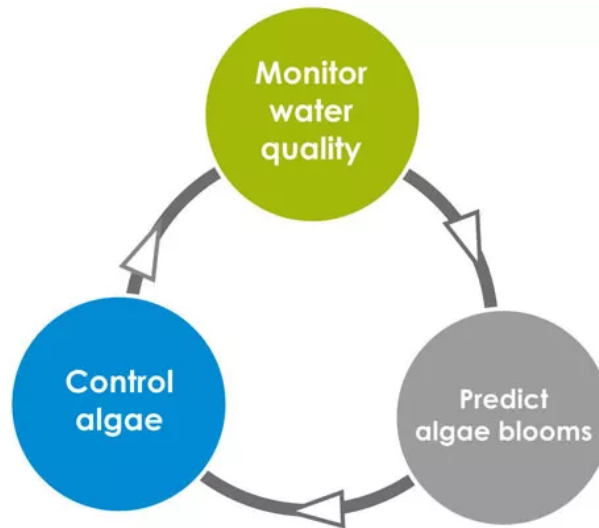 Monitor
water
quality
Predict
algae blooms
Control
algae